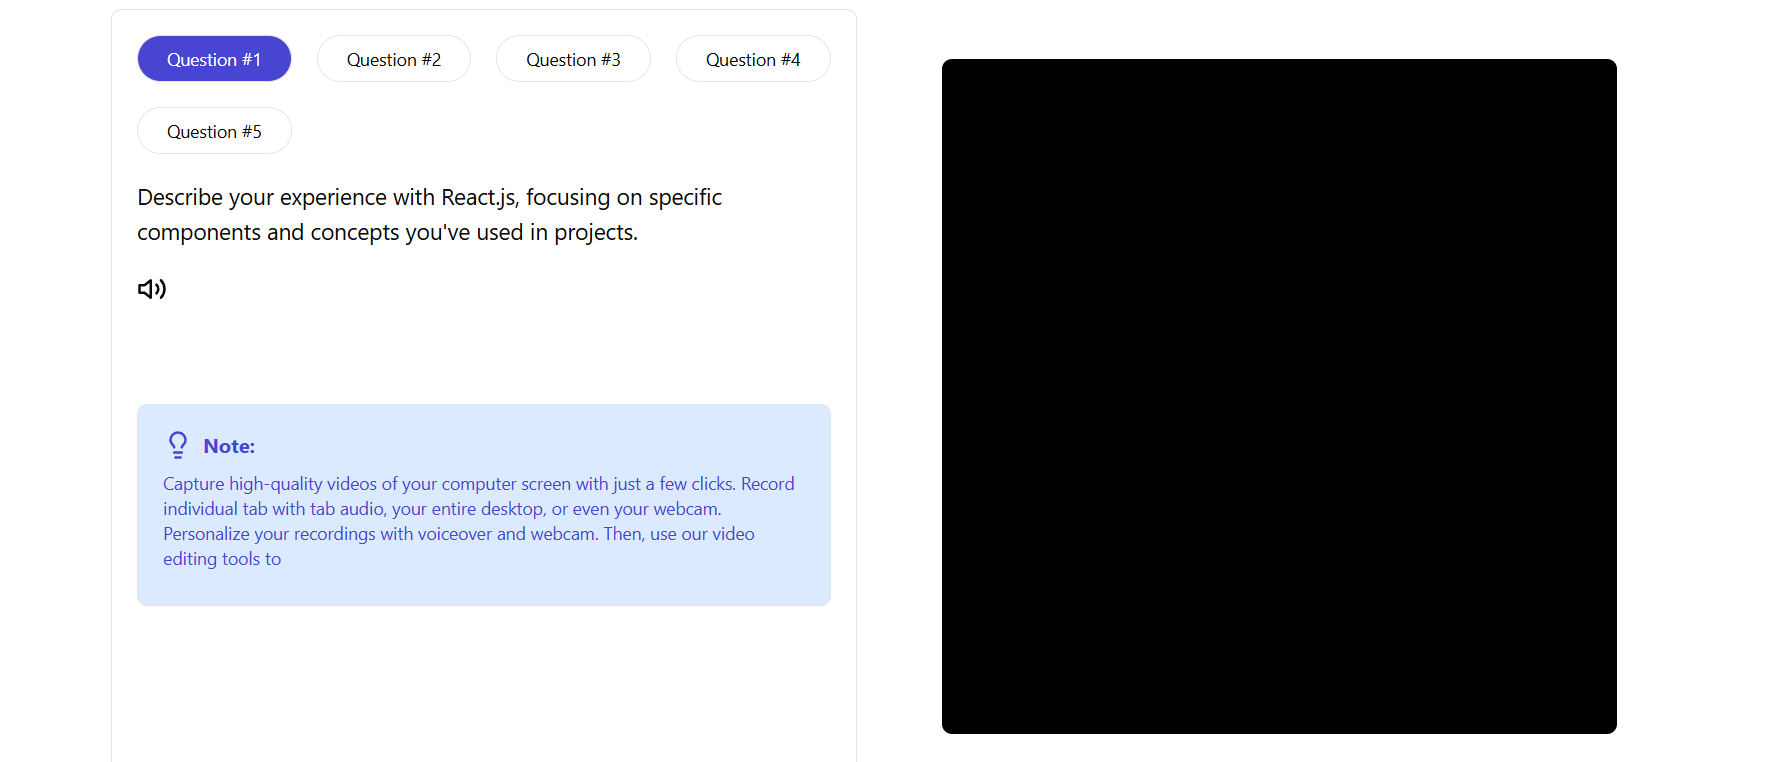 Question #1
Question #2
Question #3
Question #4
Question #5
Describe your experience with React.js, focusing on specific
components and concepts you've used in projects.
Note:
Capture high-quality videos of your computer screen with just a few clicks. Record
individual tab with tab audio, your entire desktop, or even your webcam.
Personalize your recordings with voiceover and webcam. Then, use our video
editing tools to